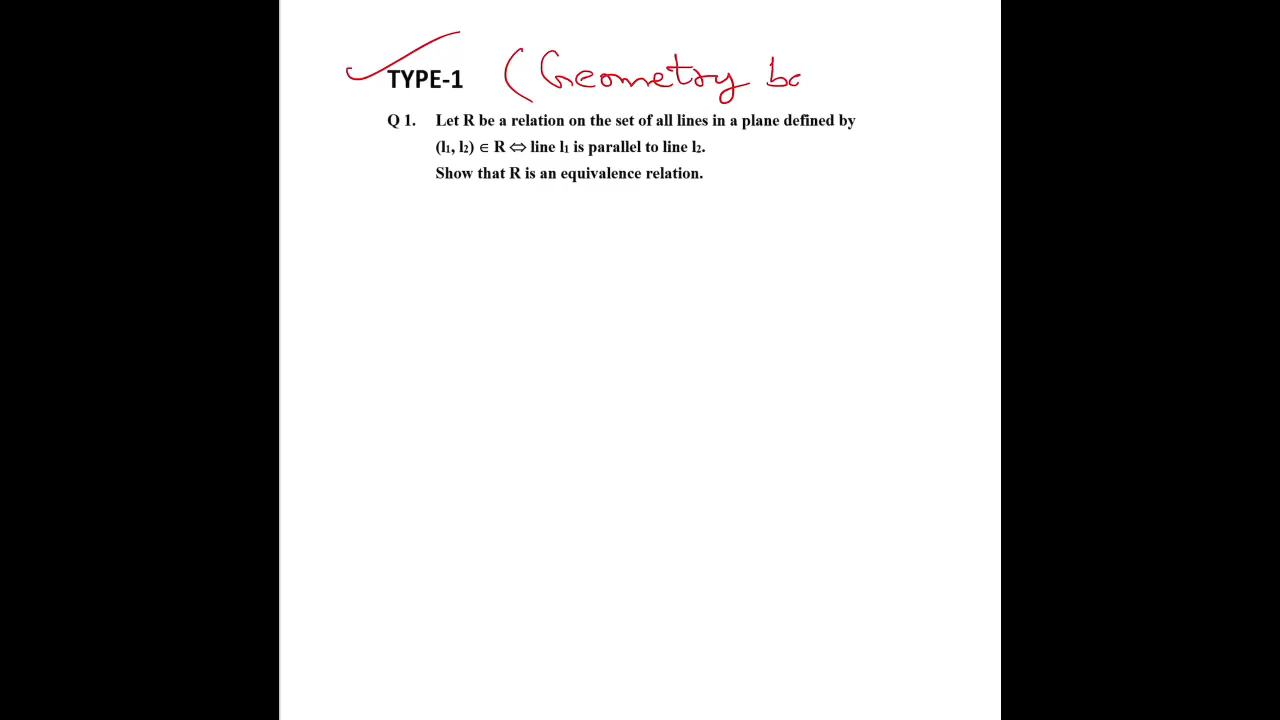 TYPE-1 (Geometry ba
Q 1. Let R be a relation on the set of all lines in a plane defined by
(l₁, l₂) ∈ R ⇔ line l₁ is parallel to line l₂.
Show that R is an equivalence relation.